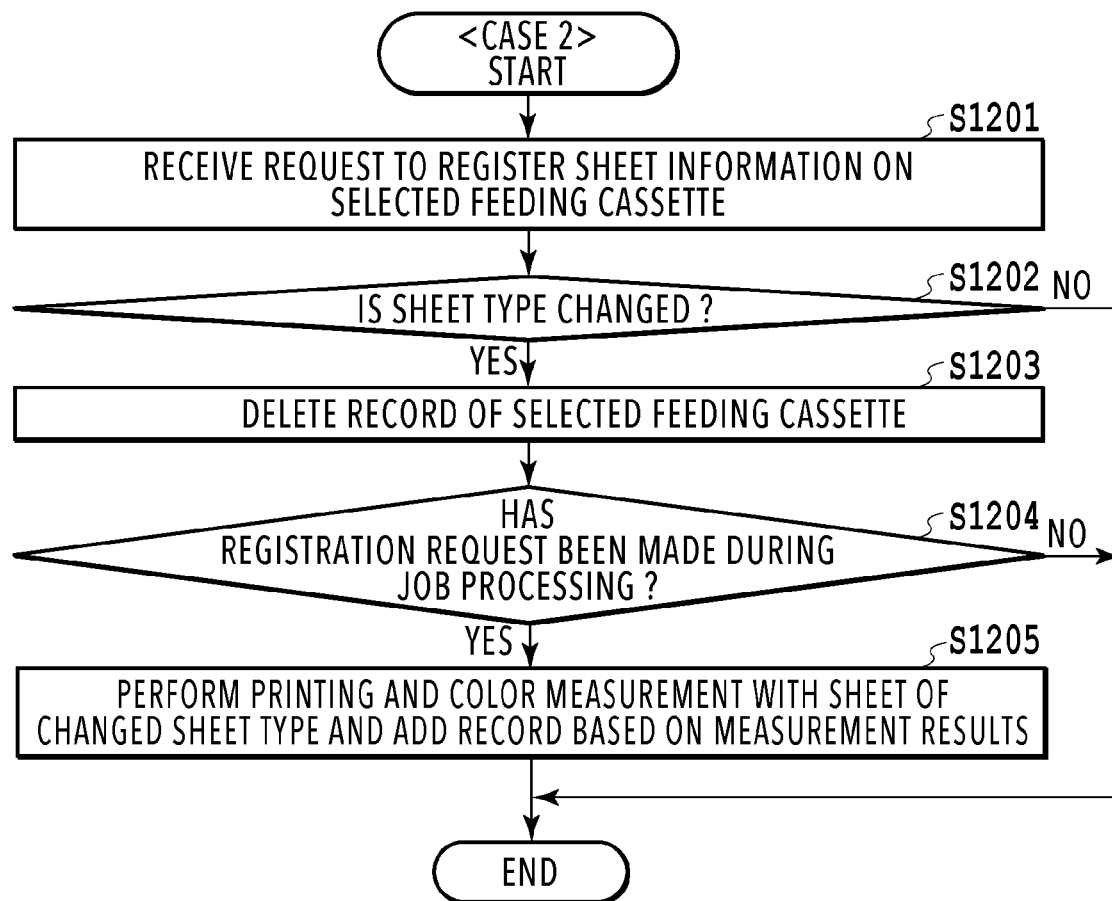 <CASE 2>
START
S1201
RECEIVE REQUEST TO REGISTER SHEET INFORMATION ON
SELECTED FEEDING CASSETTE
S1202
NO
IS SHEET TYPE CHANGED ?
YES
S1203
DELETE RECORD OF SELECTED FEEDING CASSETTE
S1204
NO
HAS
REGISTRATION REQUEST BEEN MADE DURING
JOB PROCESSING ?
YES
S1205
PERFORM PRINTING AND COLOR MEASUREMENT WITH SHEET OF
CHANGED SHEET TYPE AND ADD RECORD BASED ON MEASUREMENT RESULTS
END